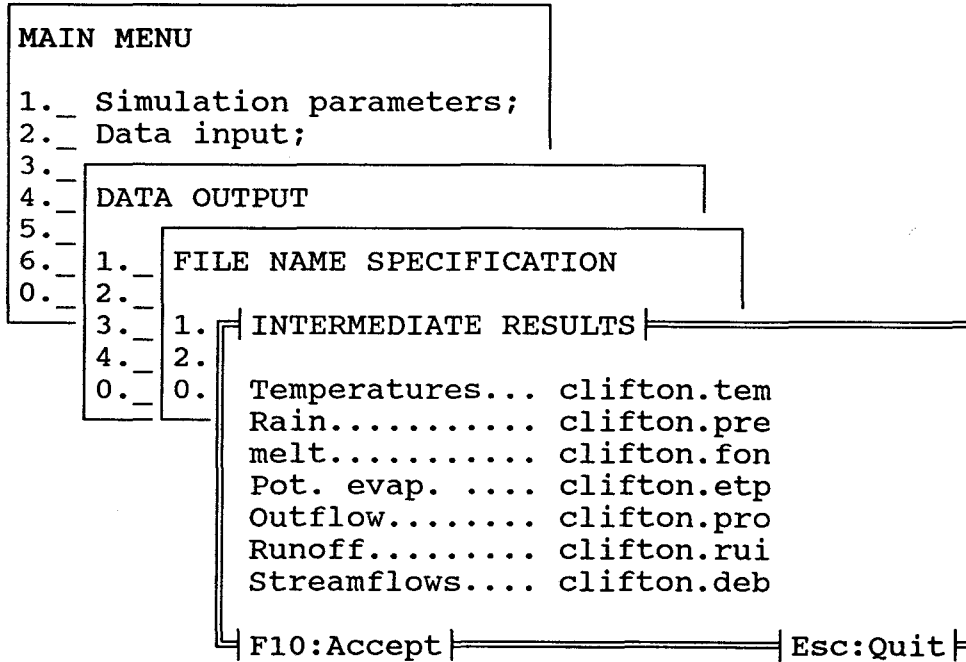 MAIN MENU
1._ Simulation parameters;
2._ Data input;
3._
4._ DATA OUTPUT
5._
6._ 1._ FILE NAME SPECIFICATION
0._ 2._
3._ 1. INTERMEDIATE RESULTS
4._ 2.
0._ 0. Temperatures... clifton.tem
Rain........... clifton.pre
melt........... clifton.fon
Pot. evap. .... clifton.etp
Outflow........ clifton.pro
Runoff......... clifton.rui
Streamflows.... clifton.deb
F10:Accept Esc:Quit